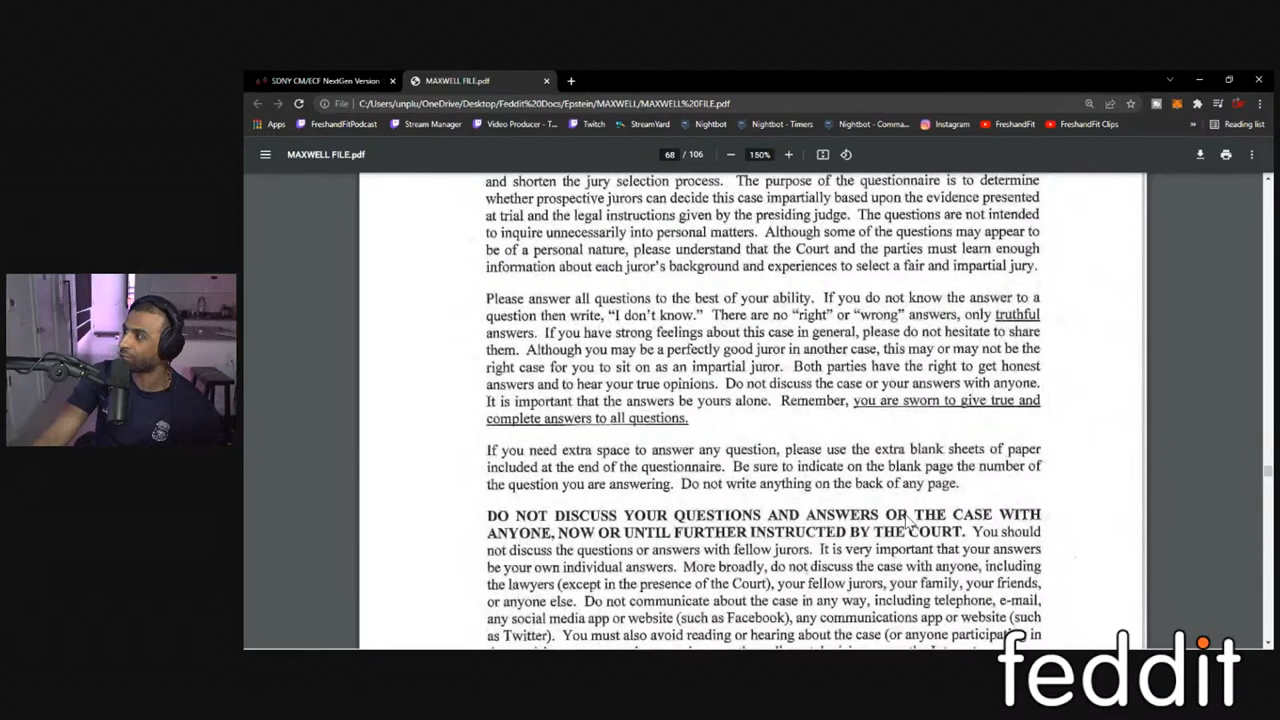 SDNY CM/ECF NextGen Version
MAXWELL FILE.pdf
File
C:/Users/unplu/OneDrive/Desktop/Feddit%20Docs/Epstein/MAXWELL/MAXWELL%20FILE.pdf
Apps FreshandFitPodcast Stream Manager Video Producer - T... Twitch StreamYard Nightbot Nightbot - Timers Nightbot - Comma... Instagram FreshandFit FreshandFit Clips » Reading list
MAXWELL FILE.pdf 68 / 106 150%
and shorten the jury selection process. The purpose of the questionnaire is to determine
whether prospective jurors can decide this case impartially based upon the evidence presented
at trial and the legal instructions given by the presiding judge. The questions are not intended
to inquire unnecessarily into personal matters. Although some of the questions may appear to
be of a personal nature, please understand that the Court and the parties must learn enough
information about each juror's background and experiences to select a fair and impartial jury.
Please answer all questions to the best of your ability. If you do not know the answer to a
question then write, "I don't know." There are no "right" or "wrong" answers, only truthful
answers. If you have strong feelings about this case in general, please do not hesitate to share
them. Although you may be a perfectly good juror in another case, this may or may not be the
right case for you to sit on as an impartial juror. Both parties have the right to get honest
answers and to hear your true opinions. Do not discuss the case or your answers with anyone.
It is important that the answers be yours alone. Remember, you are sworn to give true and
complete answers to all questions.
If you need extra space to answer any question, please use the extra blank sheets of paper
included at the end of the questionnaire. Be sure to indicate on the blank page the number of
the question you are answering. Do not write anything on the back of any page.
DO NOT DISCUSS YOUR QUESTIONS AND ANSWERS OR THE CASE WITH
ANYONE, NOW OR UNTIL FURTHER INSTRUCTED BY THE COURT. You should
not discuss the questions or answers with fellow jurors. It is very important that your answers
be your own individual answers. More broadly, do not discuss the case with anyone, including
the lawyers (except in the presence of the Court), your fellow jurors, your family, your friends,
or anyone else. Do not communicate about the case in any way, including telephone, e-mail,
any social media app or website (such as Facebook), any communications app or website (such
as Twitter). You must also avoid reading or hearing about the case (or anyone in
feddit